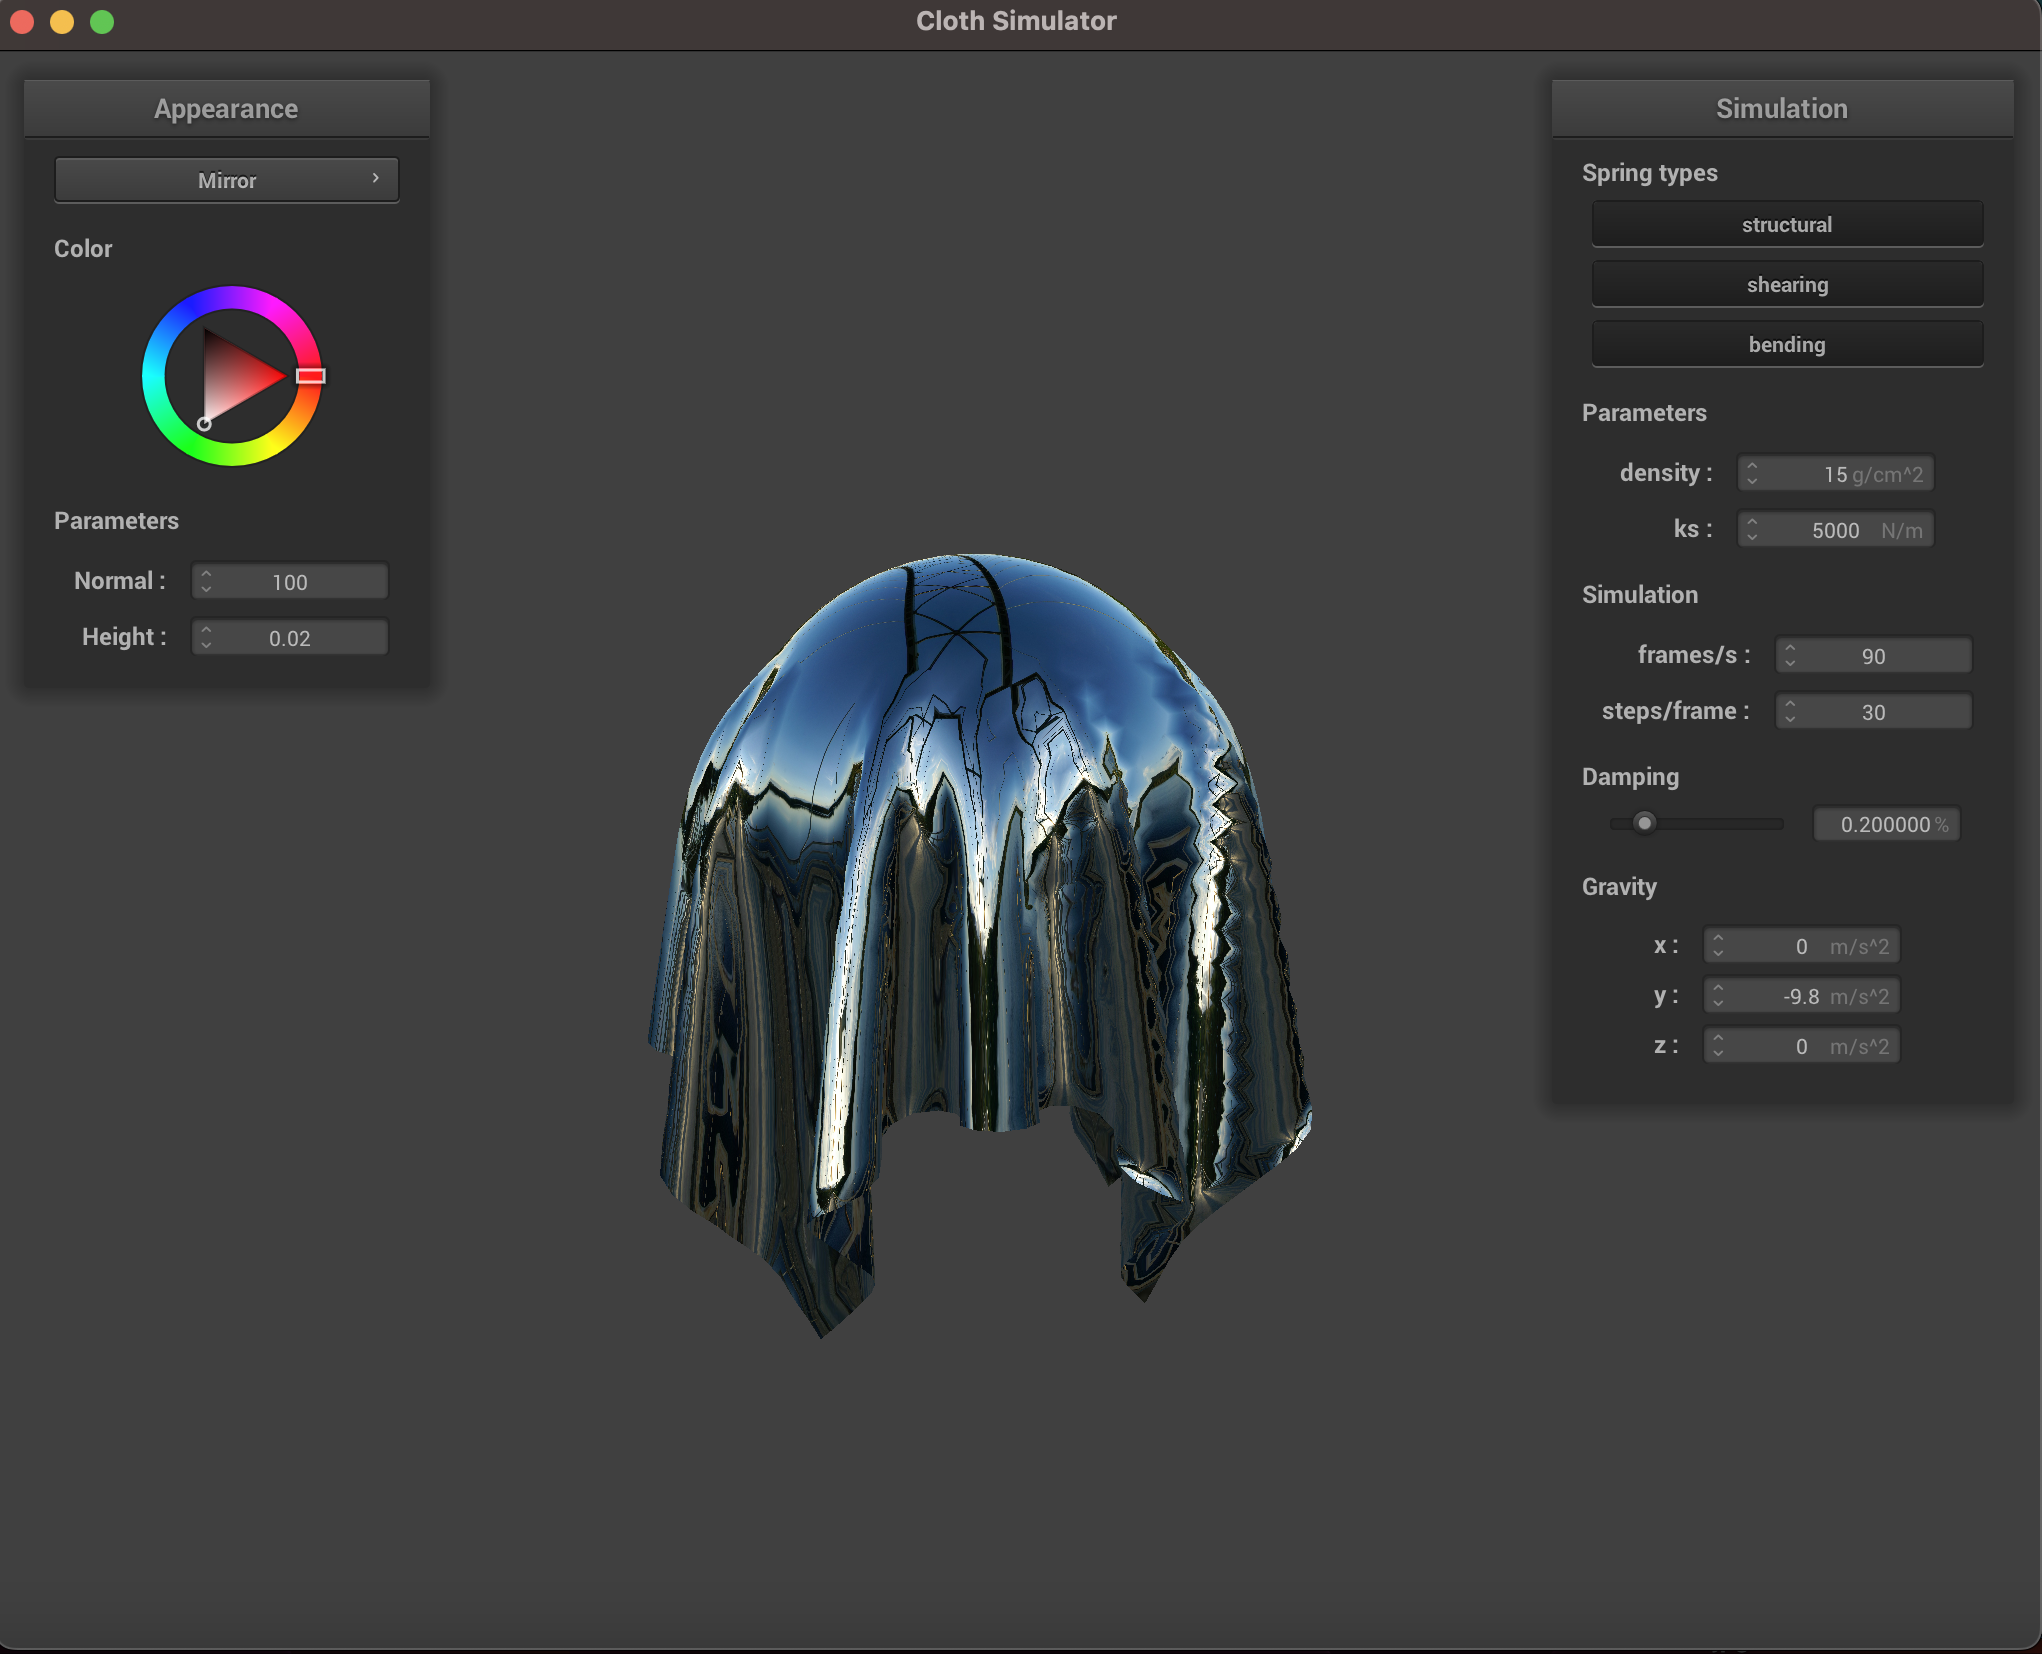 Cloth Simulator
Appearance
Mirror
Color
Parameters
Normal : 100
Height : 0.02
Simulation
Spring types
structural
shearing
bending
Parameters
density : 15 g/cm^2
ks : 5000 N/m
Simulation
frames/s : 90
steps/frame : 30
Damping
0.200000 %
Gravity
x : 0 m/s^2
y : -9.8 m/s^2
z : 0 m/s^2